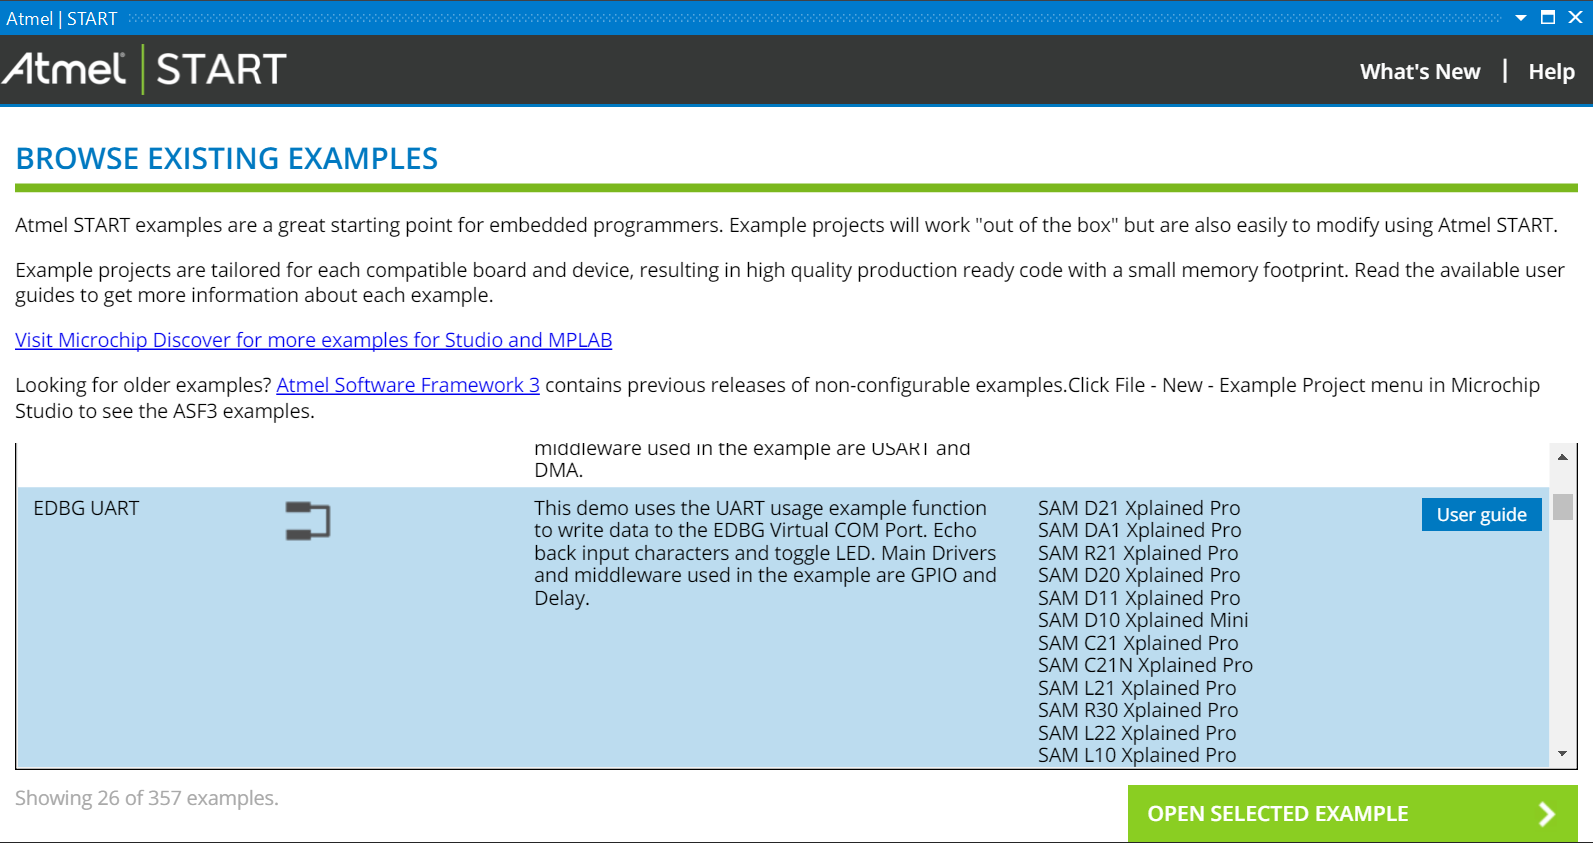 Atmel | START
Atmel START
What's New | Help
BROWSE EXISTING EXAMPLES
Atmel START examples are a great starting point for embedded programmers. Example projects will work "out of the box" but are also easily to modify using Atmel START.
Example projects are tailored for each compatible board and device, resulting in high quality production ready code with a small memory footprint. Read the available user
guides to get more information about each example.
Visit Microchip Discover for more examples for Studio and MPLAB
Looking for older examples? Atmel Software Framework 3 contains previous releases of non-configurable examples.Click File - New - Example Project menu in Microchip
Studio to see the ASF3 examples.
middleware used in the example are USART and
DMA.
EDBG UART
This demo uses the UART usage example function
to write data to the EDBG Virtual COM Port. Echo
back input characters and toggle LED. Main Drivers
and middleware used in the example are GPIO and
Delay.
SAM D21 Xplained Pro
SAM DA1 Xplained Pro
SAM R21 Xplained Pro
SAM D20 Xplained Pro
SAM D11 Xplained Pro
SAM D10 Xplained Mini
SAM C21 Xplained Pro
SAM C21N Xplained Pro
SAM L21 Xplained Pro
SAM R30 Xplained Pro
SAM L22 Xplained Pro
SAM L10 Xplained Pro
User guide
Showing 26 of 357 examples.
OPEN SELECTED EXAMPLE